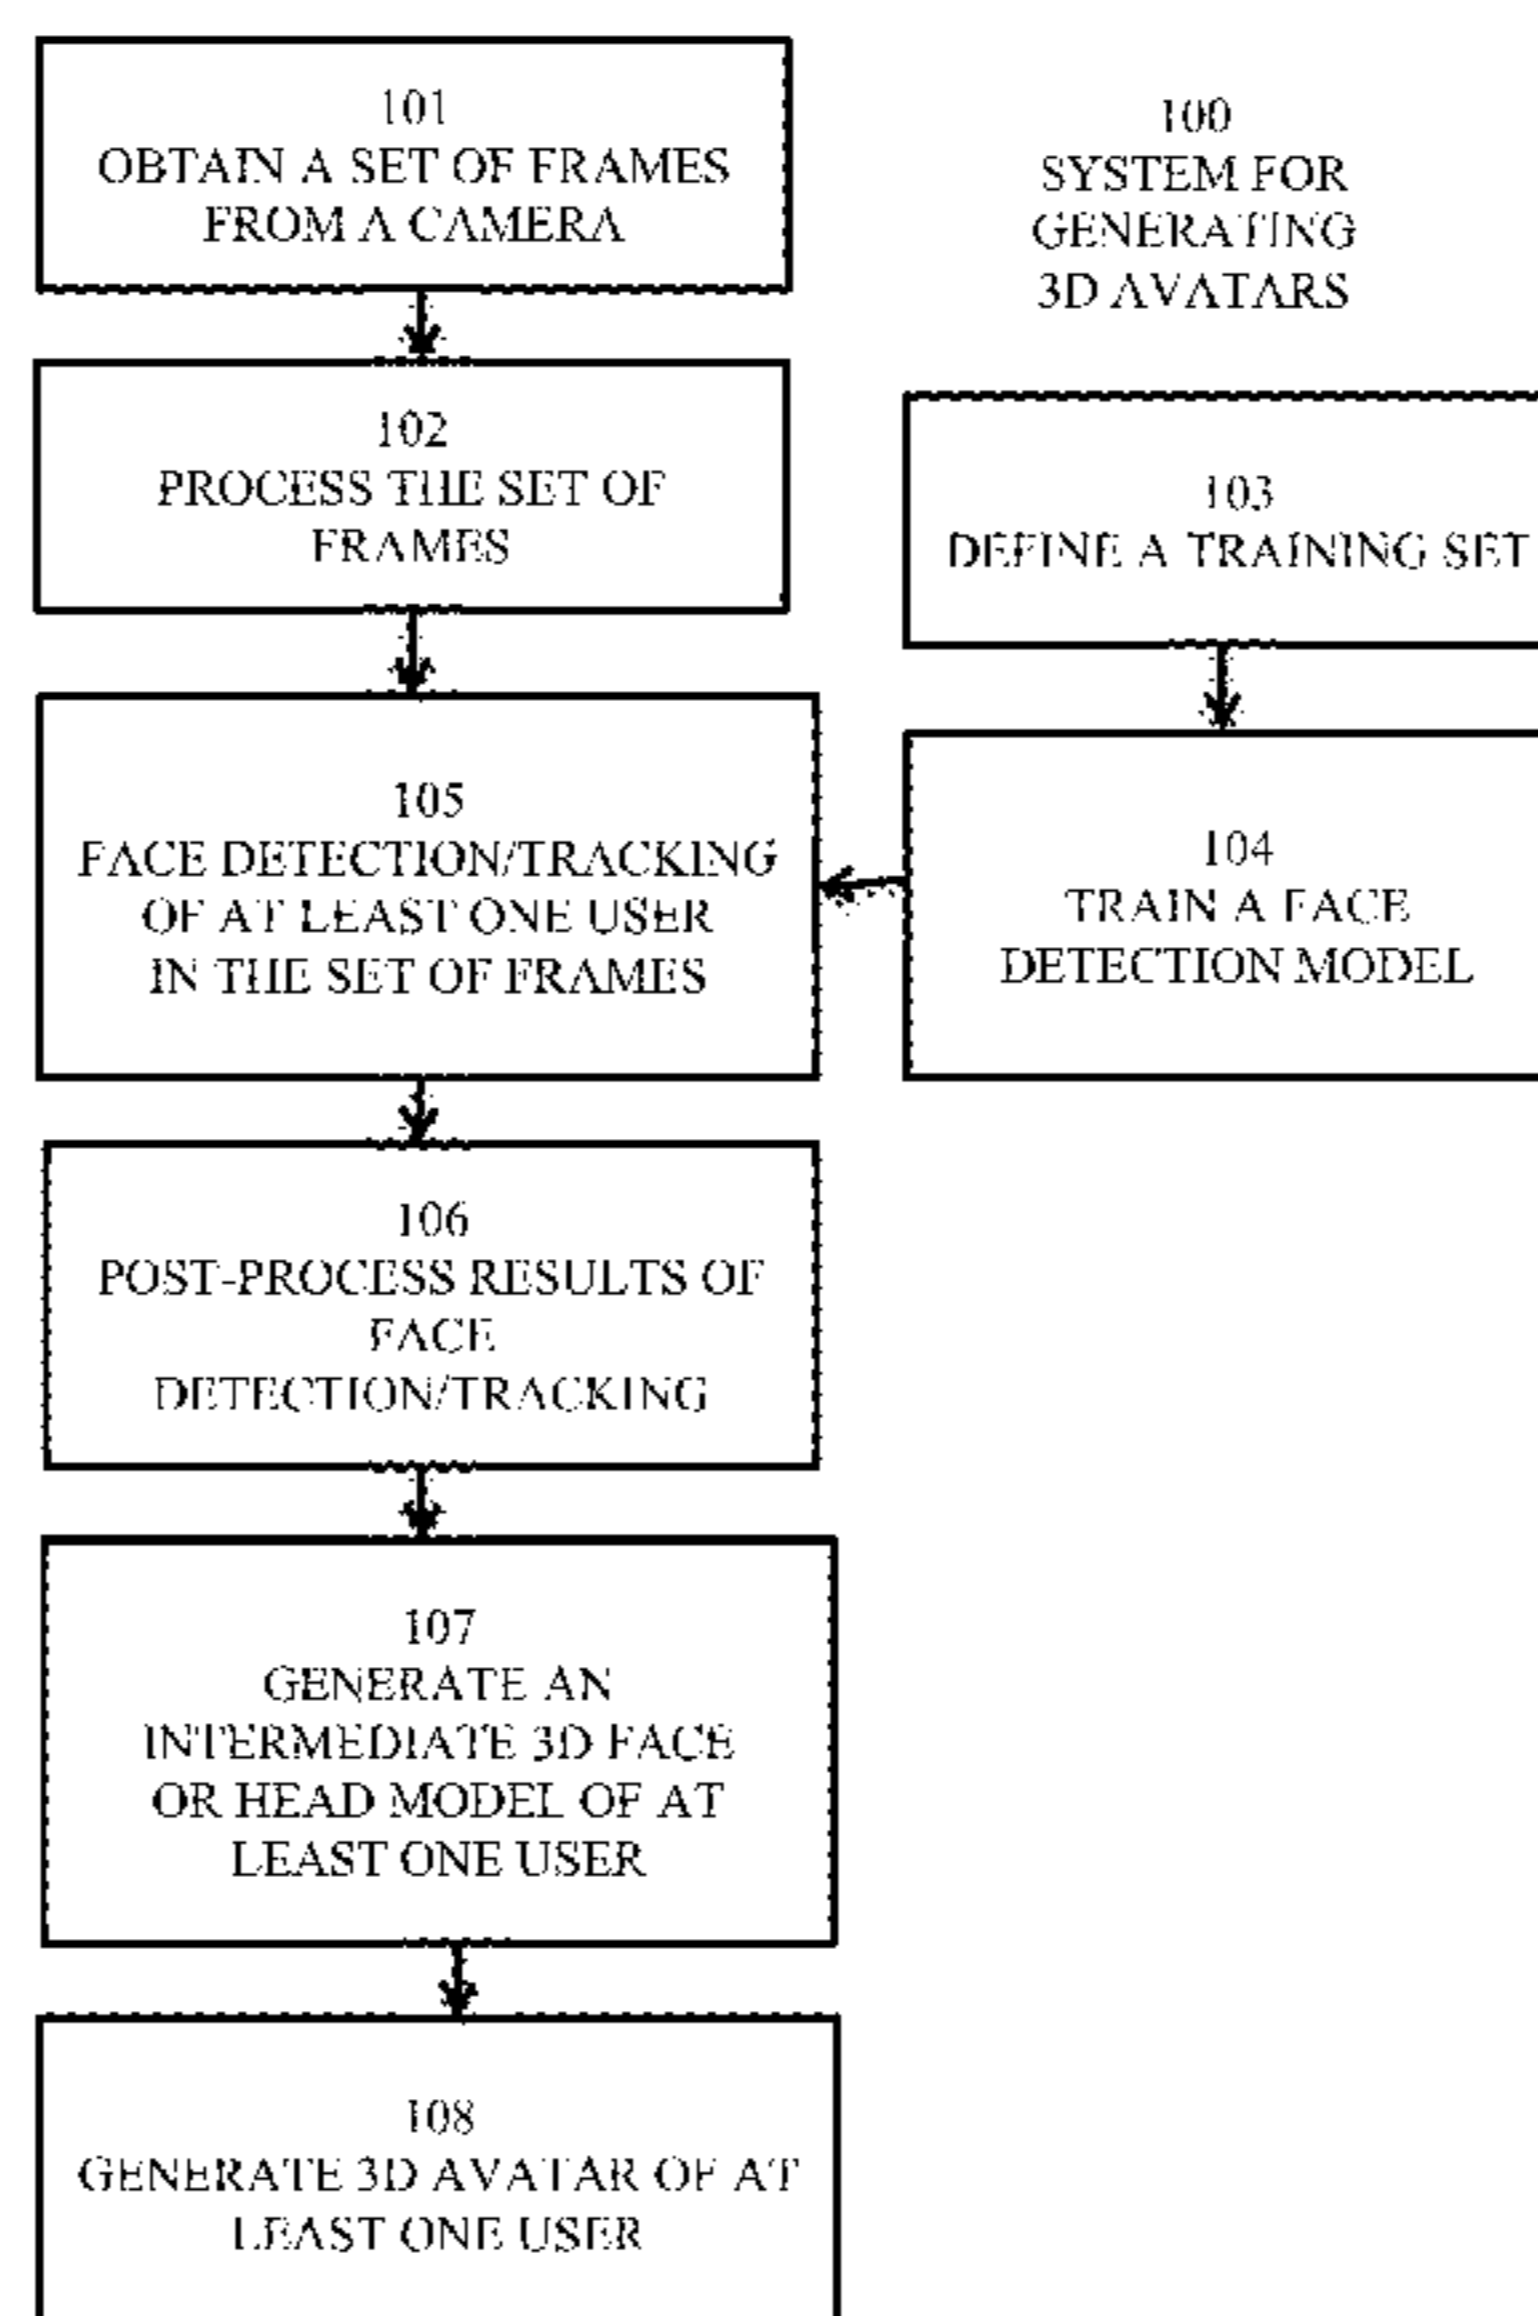 101
OBTAIN A SET OF FRAMES
FROM A CAMERA
100
SYSTEM FOR
GENERATING
3D AVATARS
102
PROCESS THE SET OF
FRAMES
103
DEFINE A TRAINING SET
105
FACE DETECTION/TRACKING
OF AT LEAST ONE USER
IN THE SET OF FRAMES
104
TRAIN A FACE
DETECTION MODEL
106
POST-PROCESS RESULTS OF
FACE
DETECTION/TRACKING
107
GENERATE AN
INTERMEDIATE 3D FACE
OR HEAD MODEL OF AT
LEAST ONE USER
108
GENERATE 3D AVATAR OF AT
LEAST ONE USER